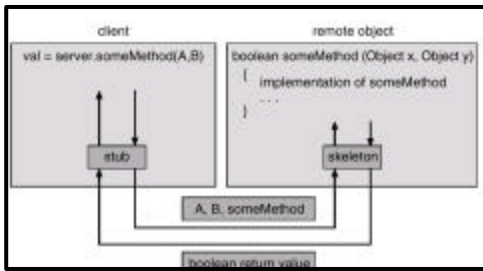 client
remote object
val = server.someMethod(A,B)
boolean someMethod (Object x, Object y)
{
implementation of someMethod
. . .
}
stub
skeleton
A, B, someMethod
boolean return value